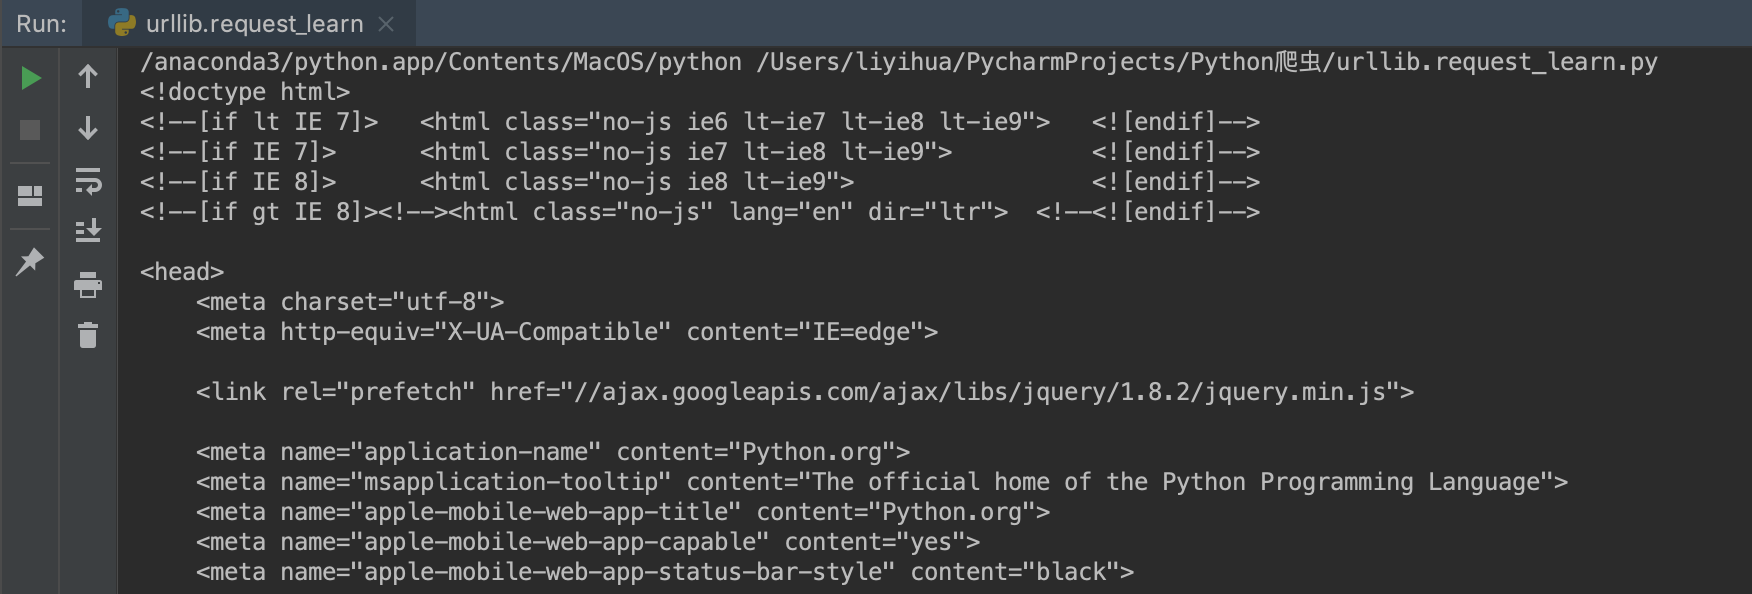 Run: urllib.request_learn
/anaconda3/python.app/Contents/MacOS/python /Users/liyihua/PycharmProjects/Python爬虫/urllib.request_learn.py
<!doctype html>
<!--[if lt IE 7]>   <html class="no-js ie6 lt-ie7 lt-ie8 lt-ie9">   <![endif]-->
<!--[if IE 7]>      <html class="no-js ie7 lt-ie8 lt-ie9">          <![endif]-->
<!--[if IE 8]>      <html class="no-js ie8 lt-ie9">                 <![endif]-->
<!--[if gt IE 8]><!--><html class="no-js" lang="en" dir="ltr">  <!--<![endif]-->
<head>
    <meta charset="utf-8">
    <meta http-equiv="X-UA-Compatible" content="IE=edge">
    <link rel="prefetch" href="//ajax.googleapis.com/ajax/libs/jquery/1.8.2/jquery.min.js">
    <meta name="application-name" content="Python.org">
    <meta name="msapplication-tooltip" content="The official home of the Python Programming Language">
    <meta name="apple-mobile-web-app-title" content="Python.org">
    <meta name="apple-mobile-web-app-capable" content="yes">
    <meta name="apple-mobile-web-app-status-bar-style" content="black">